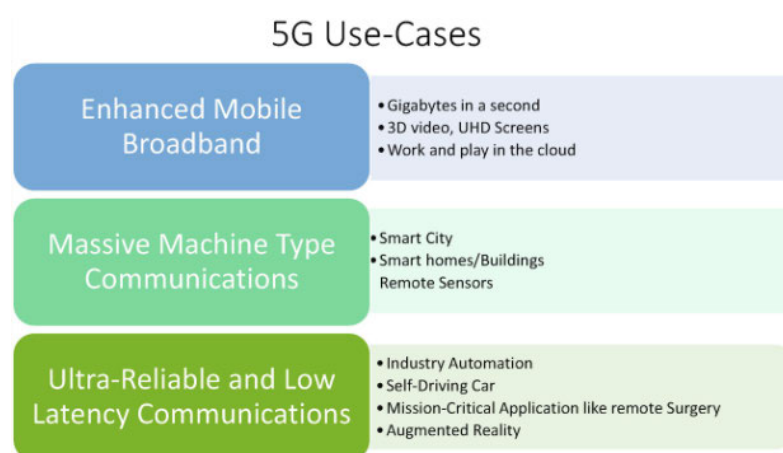 5G Use-Cases
Enhanced Mobile
Broadband
• Gigabytes in a second
• 3D video, UHD Screens
• Work and play in the cloud
Massive Machine Type
Communications
• Smart City
• Smart homes/Buildings
Remote Sensors
Ultra-Reliable and Low
Latency Communications
• Industry Automation
• Self-Driving Car
• Mission-Critical Application like remote Surgery
• Augmented Reality